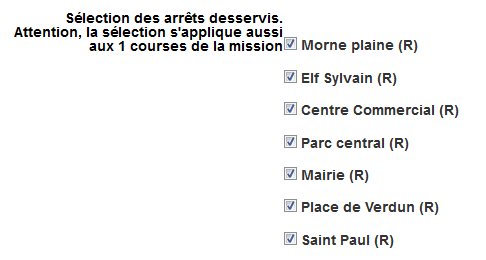 Sélection des arrêts desservis.
Attention, la sélection s'applique aussi
aux 1 courses de la mission
Morne plaine (R)
Elf Sylvain (R)
Centre Commercial (R)
Parc central (R)
Mairie (R)
Place de Verdun (R)
Saint Paul (R)